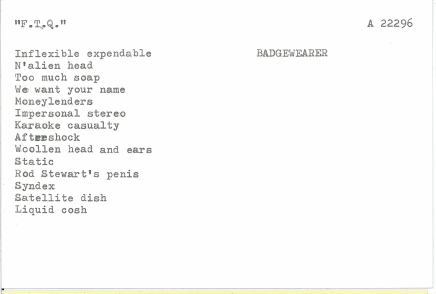 "F.T.Q." A 22296
Inflexible expendable BADGEWEARER
N'alien head
Too much soap
We want your name
Moneylenders
Impersonal stereo
Karaoke casualty
Aftershock
Woollen head and ears
Static
Rod Stewart's penis
Syndex
Satellite dish
Liquid cosh